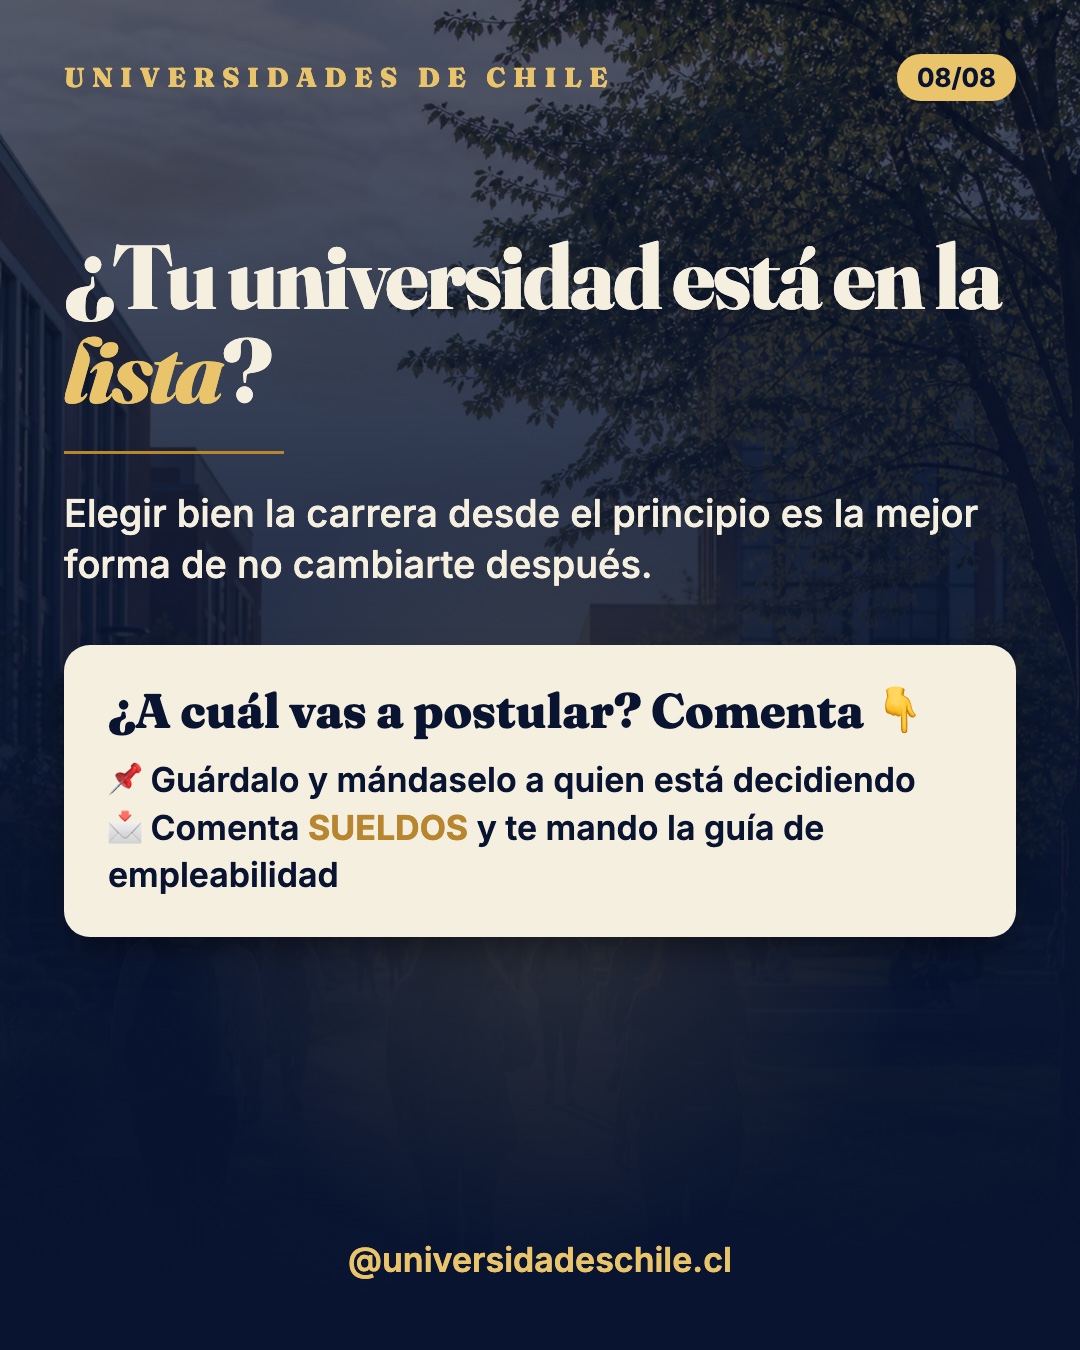 UNIVERSIDADES DE CHILE
08/08
¿Tu universidad está en la
lista?
Elegir bien la carrera desde el principio es la mejor
forma de no cambiarte después.
¿A cuál vas a postular? Comenta 👇
📌 Guárdalo y mándaselo a quien está decidiendo
📩 Comenta SUELDOS y te mando la guía de
empleabilidad
@universidadeschile.cl